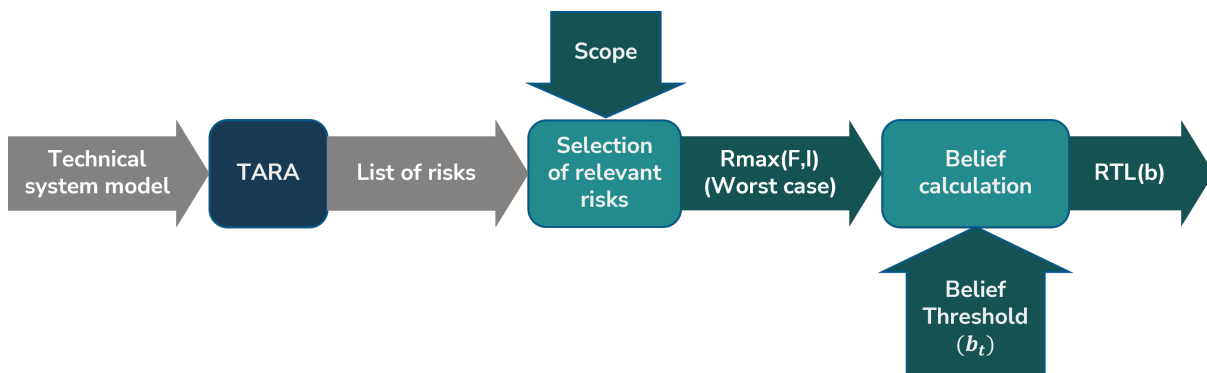 Scope
Technical
system model
TARA
List of risks
Selection
of relevant
risks
Rmax(F,I)
(Worst case)
Belief
calculation
RTL(b)
Belief
Threshold
(bₜ)